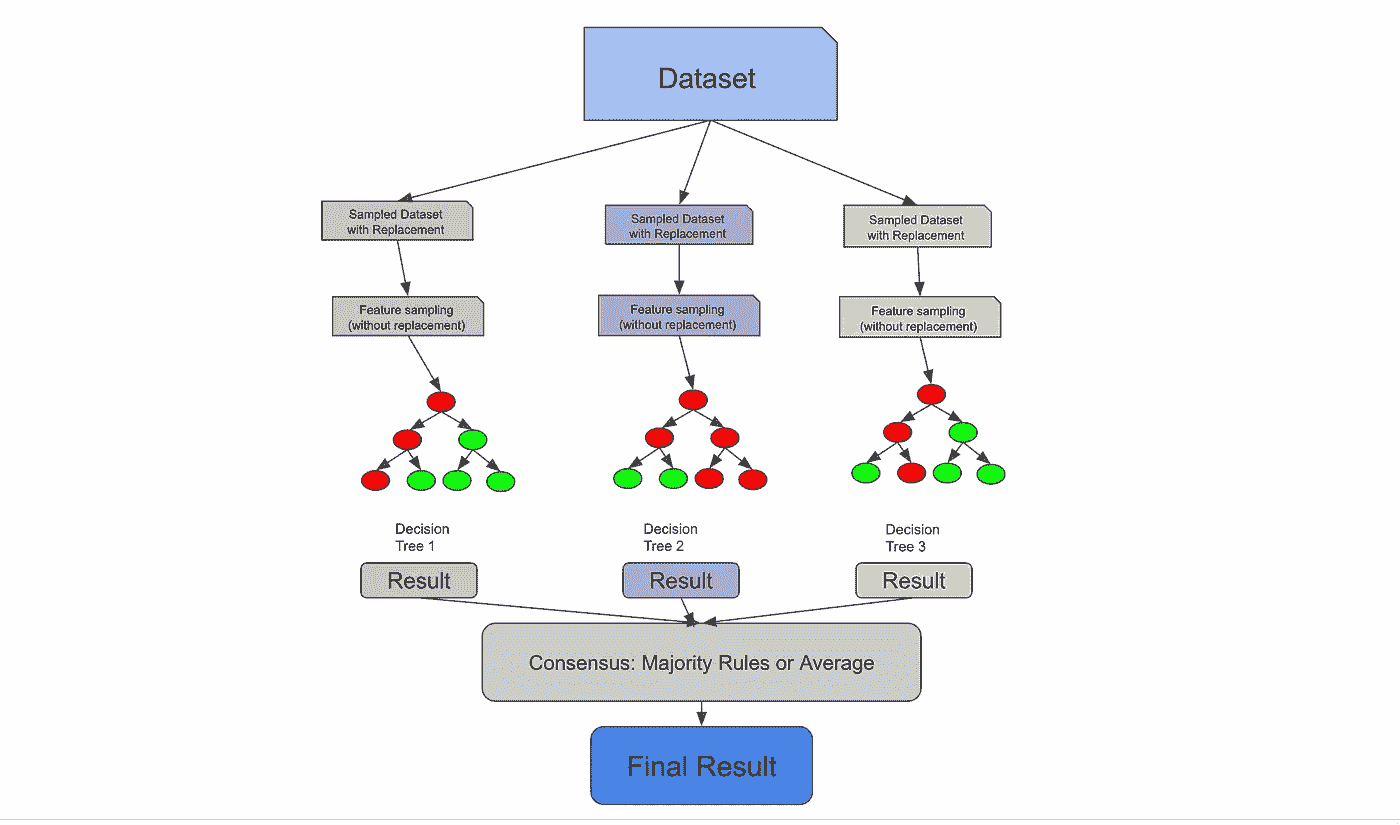 Dataset
Sampled Dataset
with Replacement
Sampled Dataset
with Replacement
Sampled Dataset
with Replacement
Feature sampling
(without replacement)
Feature sampling
(without replacement)
Feature sampling
(without replacement)
Decision
Tree 1
Decision
Tree 2
Decision
Tree 3
Result
Result
Result
Consensus: Majority Rules or Average
Final Result